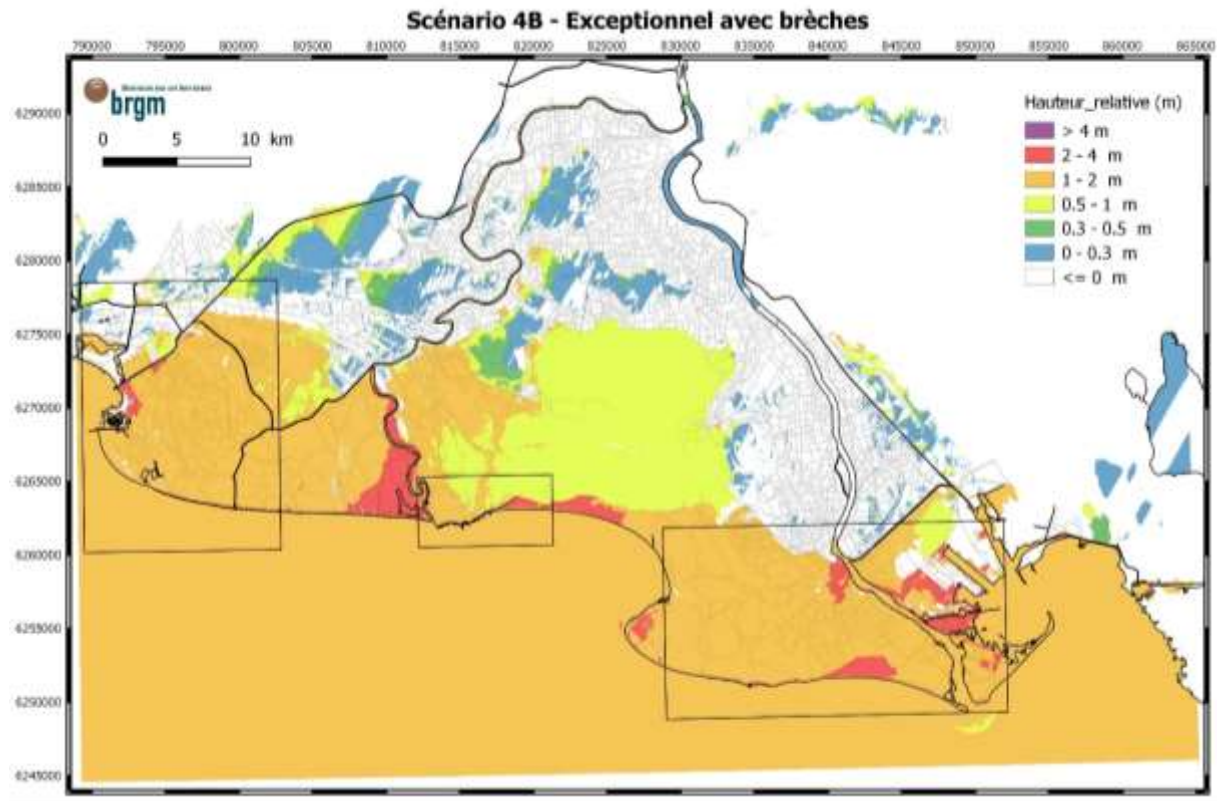 Scénario 4B - Exceptionnel avec brèches
790000 795000 800000 805000 810000 815000 820000 825000 830000 835000 840000 845000 850000 855000 860000 865000
brgm
0 5 10 km
Hauteur_relative (m)
> 4 m
2 - 4 m
1 - 2 m
0.5 - 1 m
0.3 - 0.5 m
0 - 0.3 m
<= 0 m
6290000
6285000
6280000
6275000
6270000
6265000
6260000
6255000
6250000
6245000